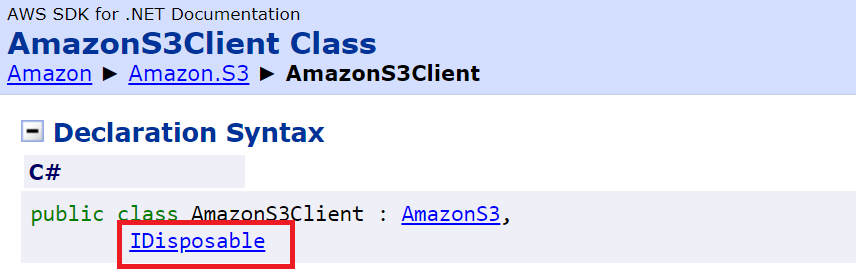 AWS SDK for .NET Documentation
AmazonS3Client Class
Amazon ► Amazon.S3 ► AmazonS3Client
Declaration Syntax
C#
public class AmazonS3Client : AmazonS3,
IDisposable